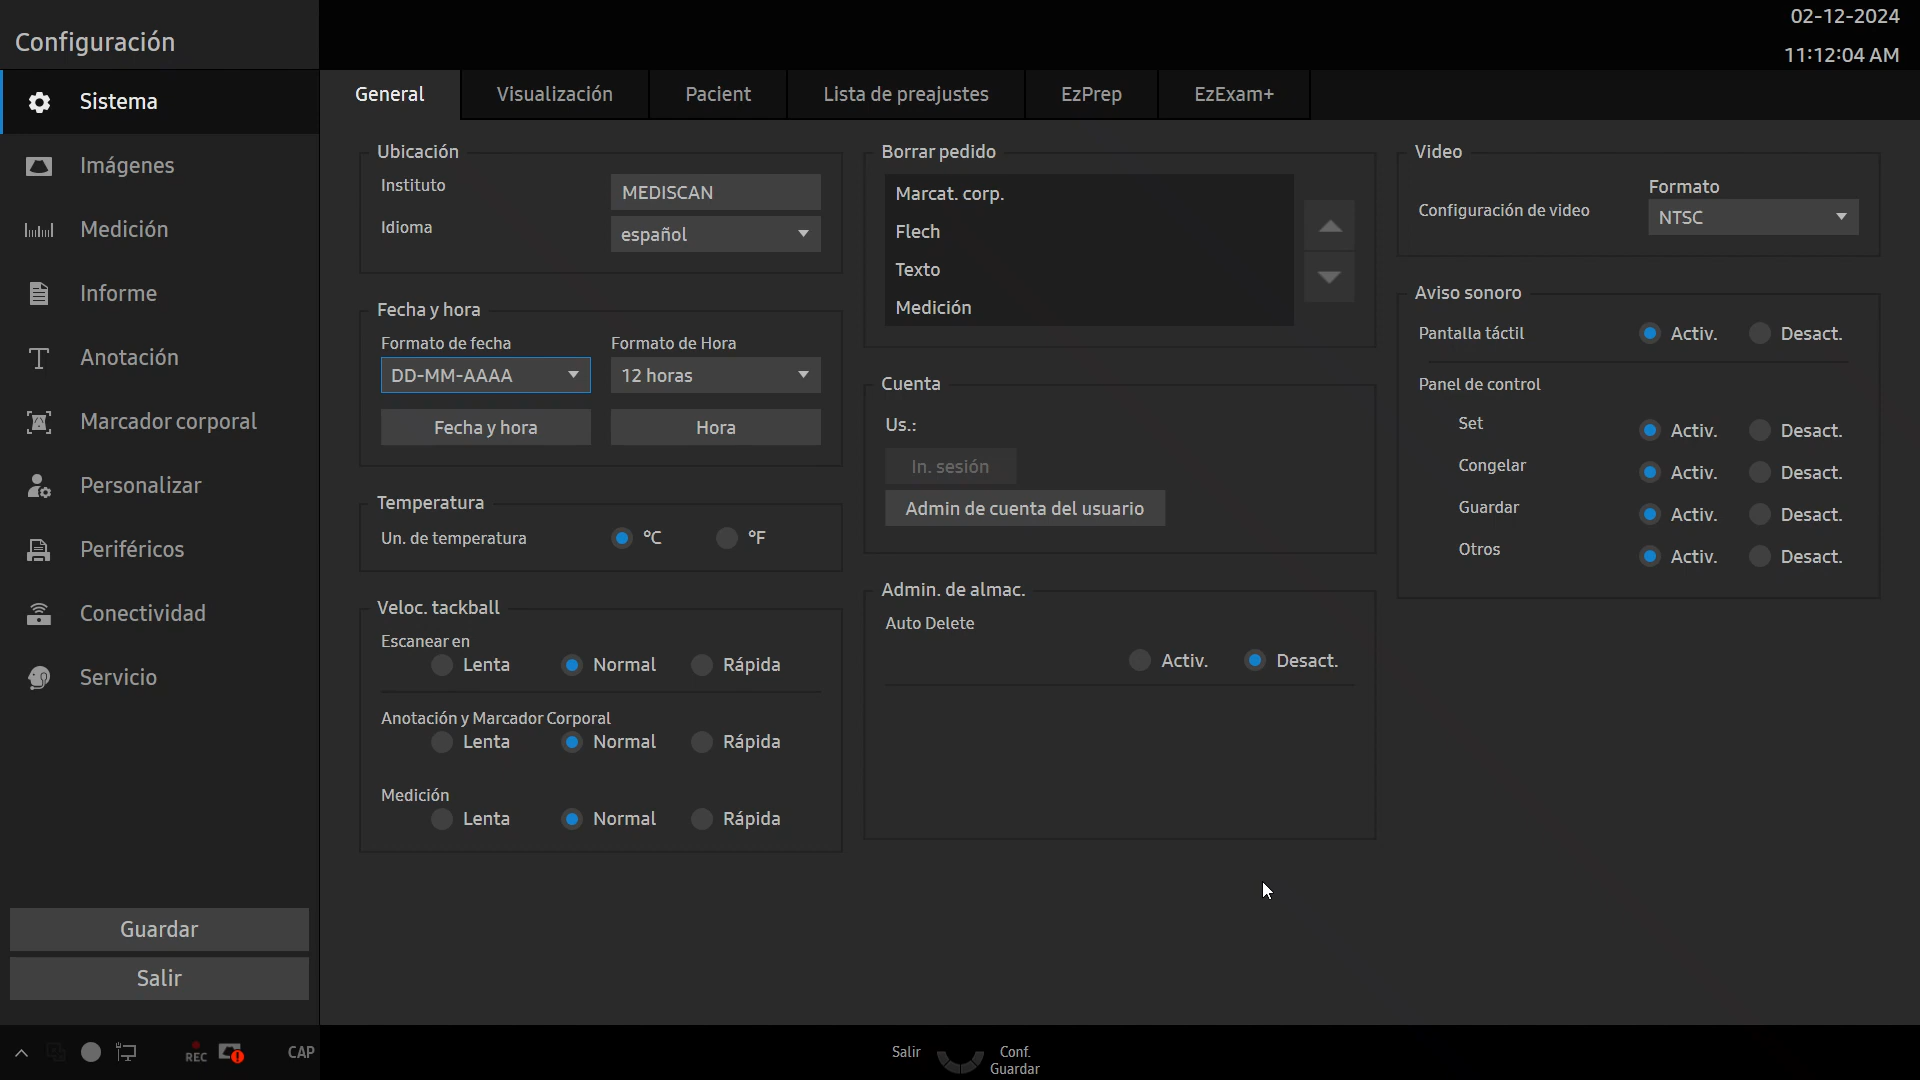 Configuración
02-12-2024
11:12:04 AM
Sistema
Imágenes
Medición
Informe
Anotación
Marcador corporal
Personalizar
Periféricos
Conectividad
Servicio
Guardar
Salir
General
Visualización
Pacient
Lista de preajustes
EzPrep
EzExam+
Ubicación
Instituto
MEDISCAN
Idioma
español
Fecha y hora
Formato de fecha
Formato de Hora
DD-MM-AAAA
12 horas
Fecha y hora
Hora
Temperatura
Un. de temperatura
°C
°F
Veloc. tackball
Escanear en
Lenta
Normal
Rápida
Anotación y Marcador Corporal
Lenta
Normal
Rápida
Medición
Lenta
Normal
Rápida
Borrar pedido
Marcat. corp.
Flech
Texto
Medición
Cuenta
Us.:
In. sesión
Admin de cuenta del usuario
Admin. de almac.
Auto Delete
Activ.
Desact.
Video
Formato
Configuración de video
NTSC
Aviso sonoro
Pantalla táctil
Activ.
Desact.
Panel de control
Set
Activ.
Desact.
Congelar
Activ.
Desact.
Guardar
Activ.
Desact.
Otros
Activ.
Desact.
REC
CAP
Salir
Conf.
Guardar